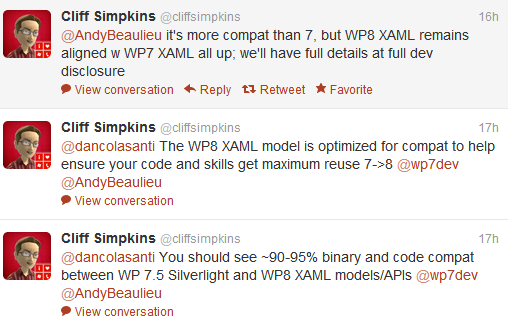 Cliff Simpkins @cliffsimpkins 16h
@AndyBeaulieu it's more compat than 7, but WP8 XAML remains
aligned w WP7 XAML all up; we'll have full details at full dev
disclosure
View conversation Reply Retweet Favorite
Cliff Simpkins @cliffsimpkins 17h
@dancolasanti The WP8 XAML model is optimized for compat to help
ensure your code and skills get maximum reuse 7->8 @wp7dev
@AndyBeaulieu
View conversation
Cliff Simpkins @cliffsimpkins 17h
@dancolasanti You should see ~90-95% binary and code compat
between WP 7.5 Silverlight and WP8 XAML models/APIs @wp7dev
@AndyBeaulieu
View conversation